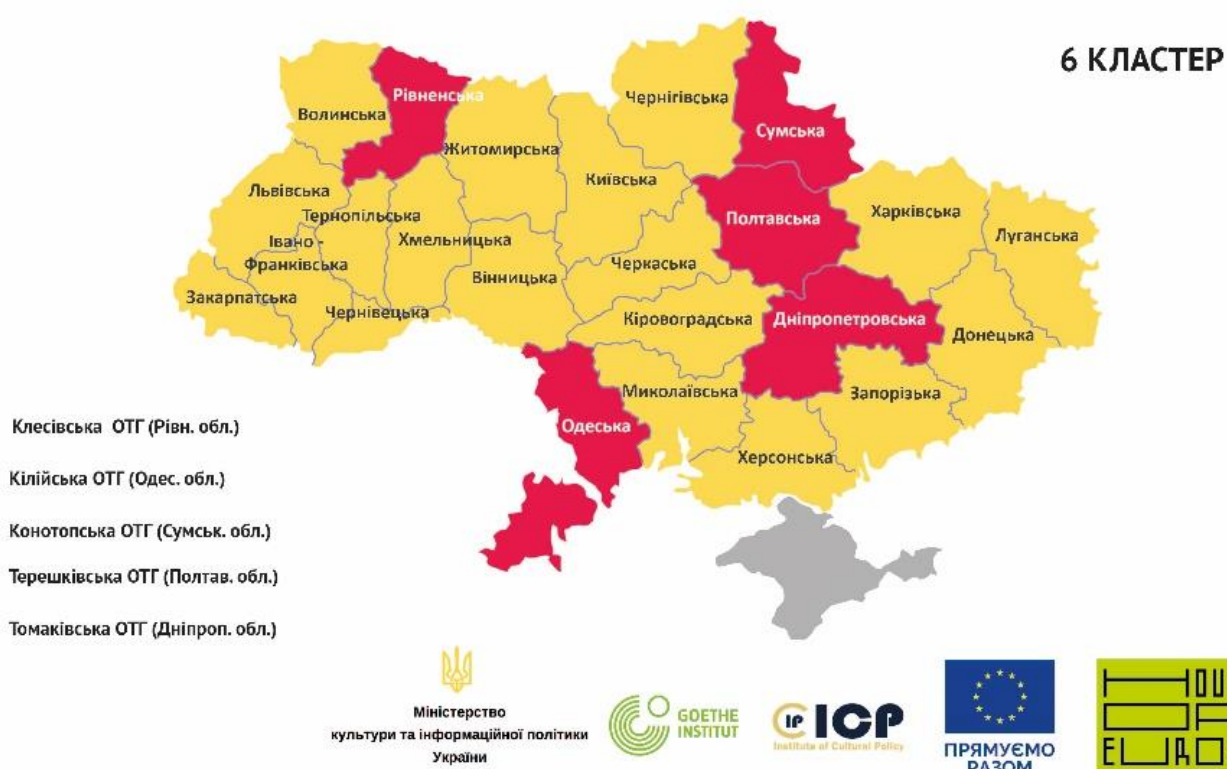 6 КЛАСТЕР
Волинська
Рівненська
Житомирська
Чернігівська
Сумська
Київська
Львівська
Тернопільська
Хмельницька
Івано -
Франківська
Закарпатська
Чернівецька
Вінницька
Черкаська
Полтавська
Харківська
Луганська
Кіровоградська
Дніпропетровська
Донецька
Миколаївська
Запорізька
Одеська
Херсонська
Клесівська ОТГ (Рівн. обл.)
Кілійська ОТГ (Одес. обл.)
Конотопська ОТГ (Сумськ. обл.)
Терешківська ОТГ (Полтав. обл.)
Томаківська ОТГ (Дніпроп. обл.)
Міністерство
культури та інформаційної політики
України
GOETHE
INSTITUT
IP ICP
Institute of Cultural Policy
ПРЯМУЄМО
РАЗОМ